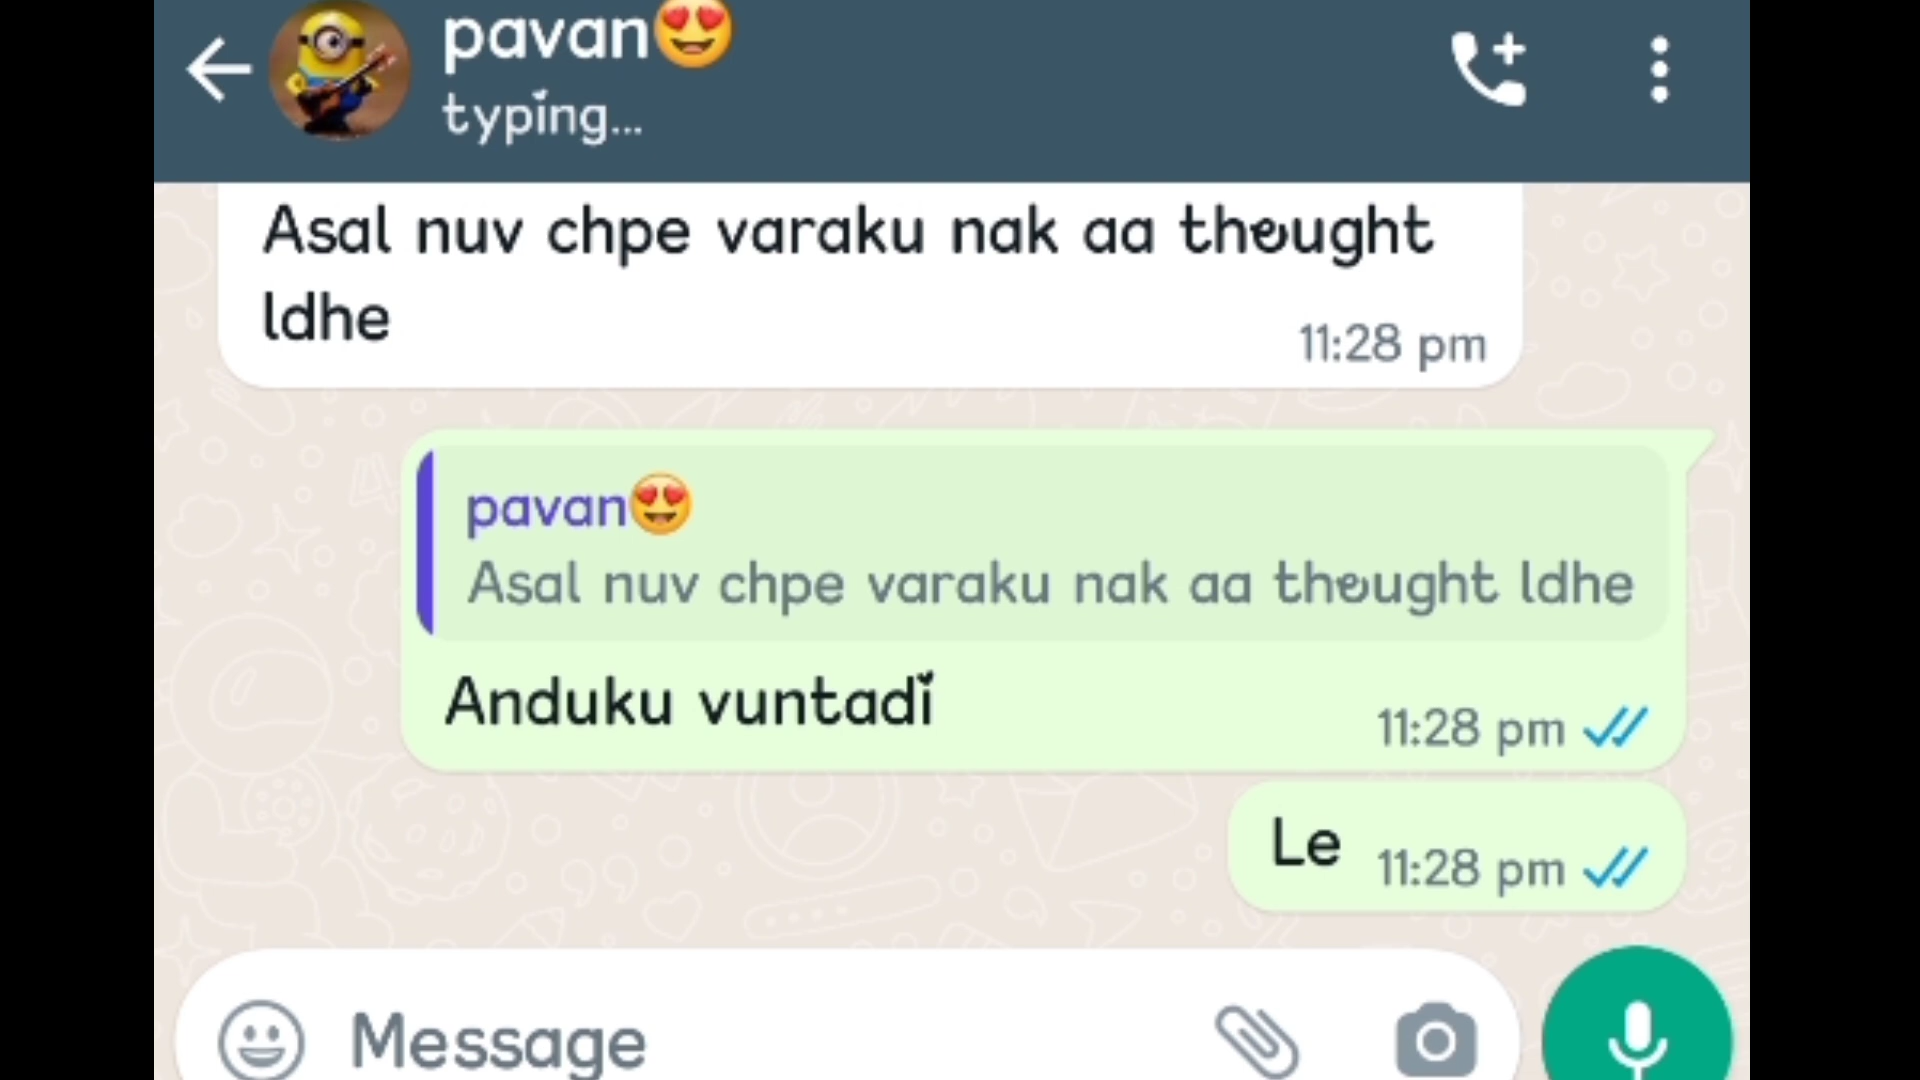 pavan😍
typing...
Asal nuv chpe varaku nak aa thought
ldhe
11:28 pm
pavan😍
Asal nuv chpe varaku nak aa thought ldhe
Anduku vuntadi
11:28 pm
Le 11:28 pm
Message